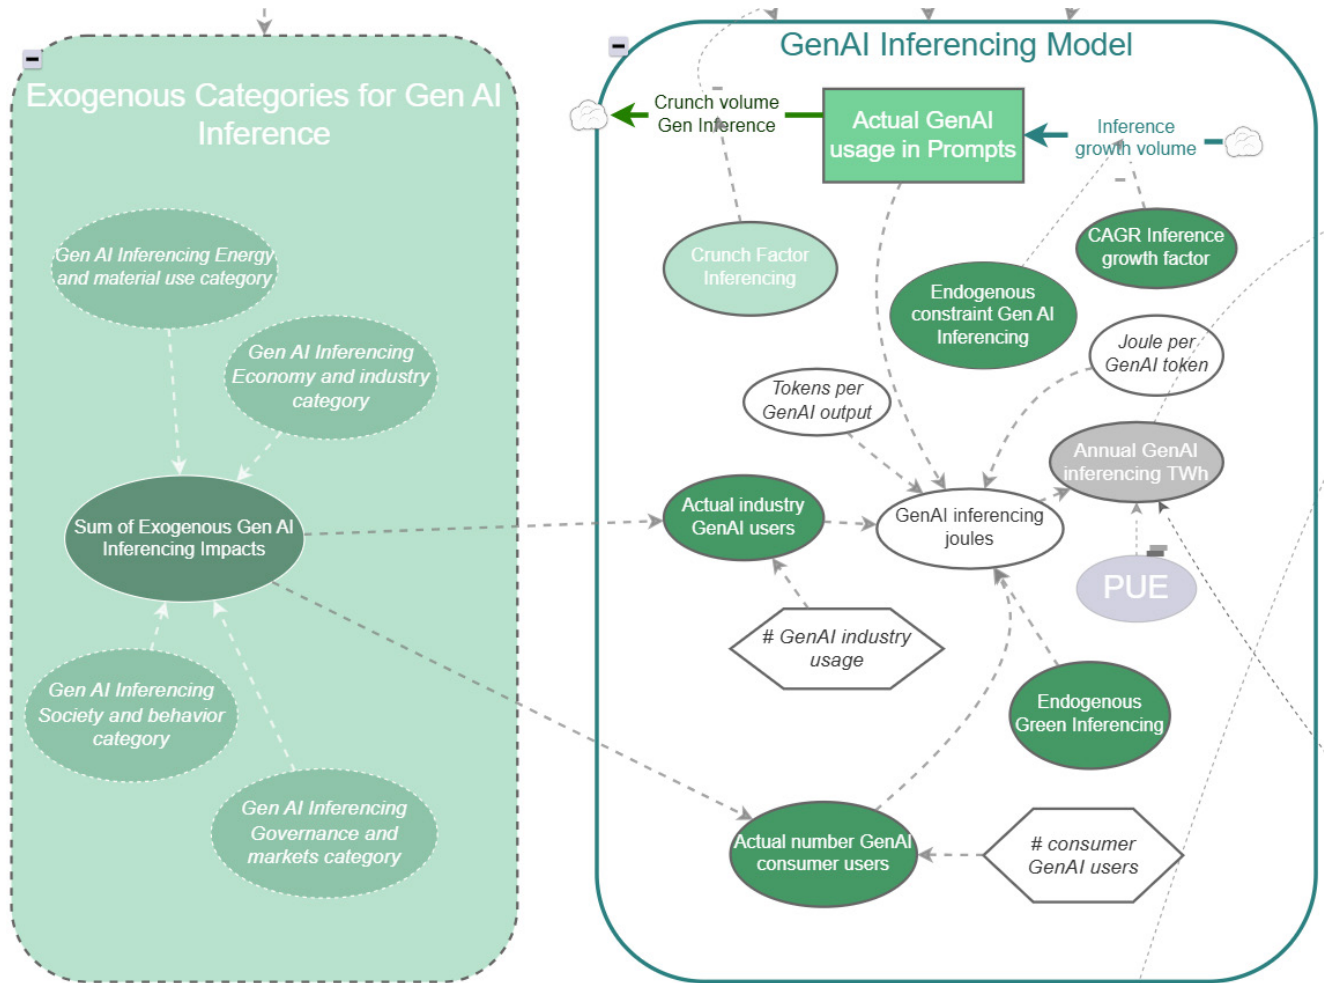 Exogenous Categories for Gen AI
Inference
Gen AI Inferencing Energy
and material use category
Gen AI Inferencing
Economy and industry
category
Sum of Exogenous Gen AI
Inferencing Impacts
Gen AI Inferencing
Society and behavior
category
Gen AI Inferencing
Governance and
markets category
GenAI Inferencing Model
Crunch volume
Gen Inference
Actual GenAI
usage in Prompts
Inference
growth volume
Crunch Factor
Inferencing
Endogenous
constraint Gen AI
Inferencing
CAGR Inference
growth factor
Joule per
GenAI token
Tokens per
GenAI output
Annual GenAI
inferencing TWh
Actual industry
GenAI users
GenAI inferencing
joules
PUE
# GenAI industry
usage
Endogenous
Green Inferencing
Actual number GenAI
consumer users
# consumer
GenAI users